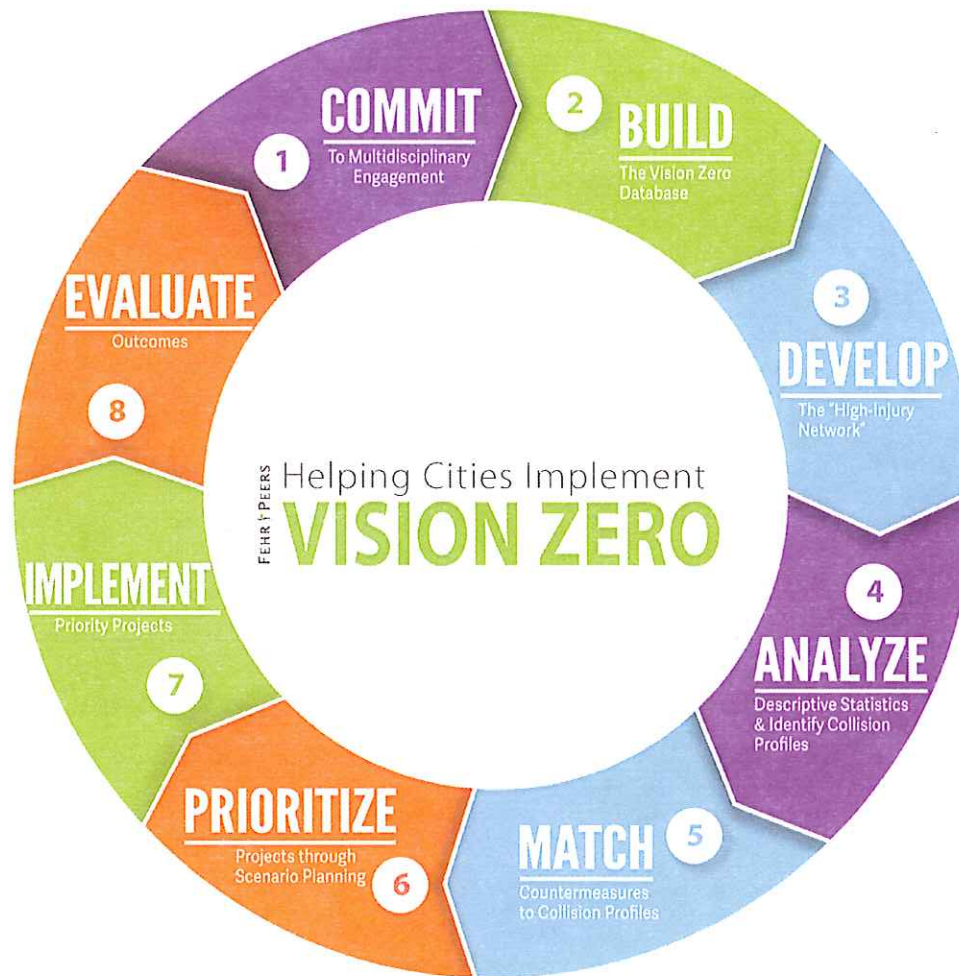 1
COMMIT
To Multidisciplinary
Engagement
2
BUILD
The Vision Zero
Database
3
DEVELOP
The "High-Injury
Network"
4
ANALYZE
Descriptive Statistics
& Identify Collision
Profiles
MATCH
5
Countermeasures
to Collision Profiles
PRIORITIZE
Projects through
Scenario Planning
6
IMPLEMENT
Priority Projects
7
EVALUATE
Outcomes
8
FEHR & PEERS
Helping Cities Implement
VISION ZERO